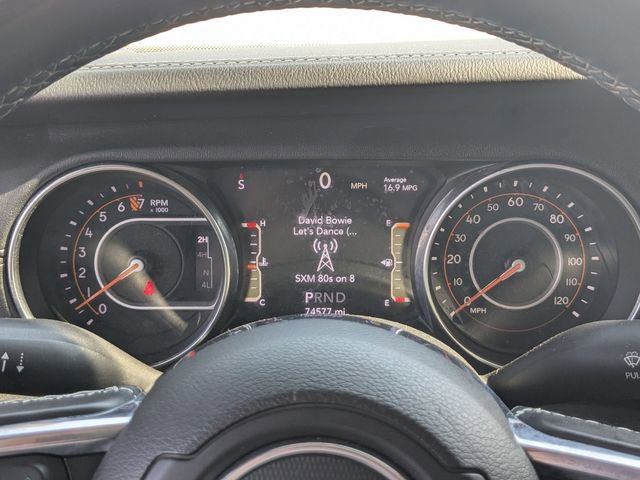 S 0 MPH Average
16.9 MPG
H
C
David Bowie
Let's Dance (...
SXM 80s on 8
PRND
74577 mi
F
E
0 1 2 3 4 5 6 7
RPM
x 1000
2H
4H
N
4L
0 10 20 30 40 50 60 70 80 90 100 110 120
MPH
PUL